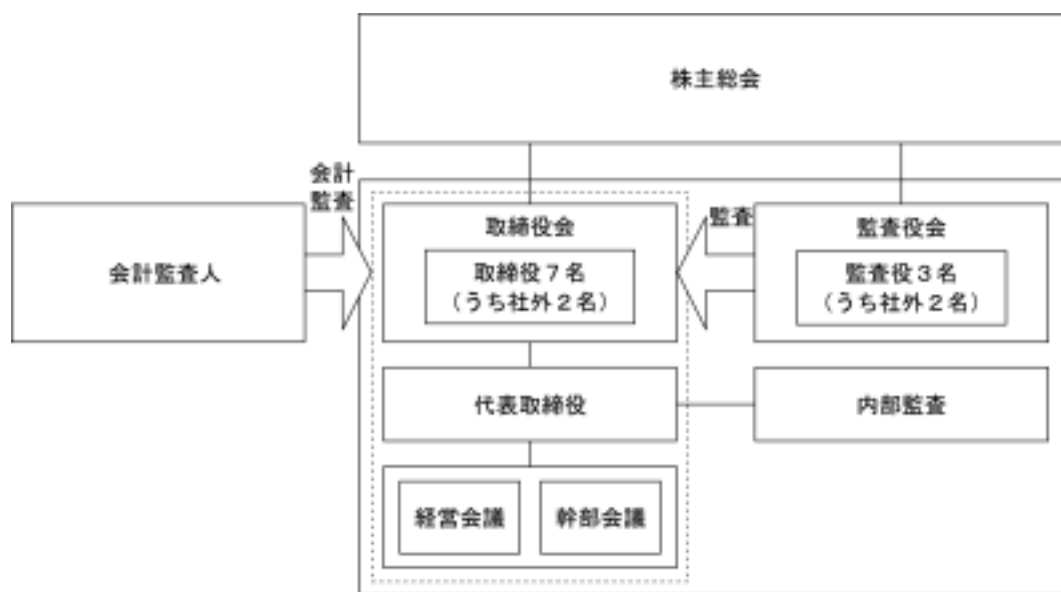 株主総会
会計
監査
会計監査人
取締役会
取締役7名
(うち社外2名)
監査
監査役会
監査役3名
(うち社外2名)
代表取締役
内部監査
経営会議
幹部会議